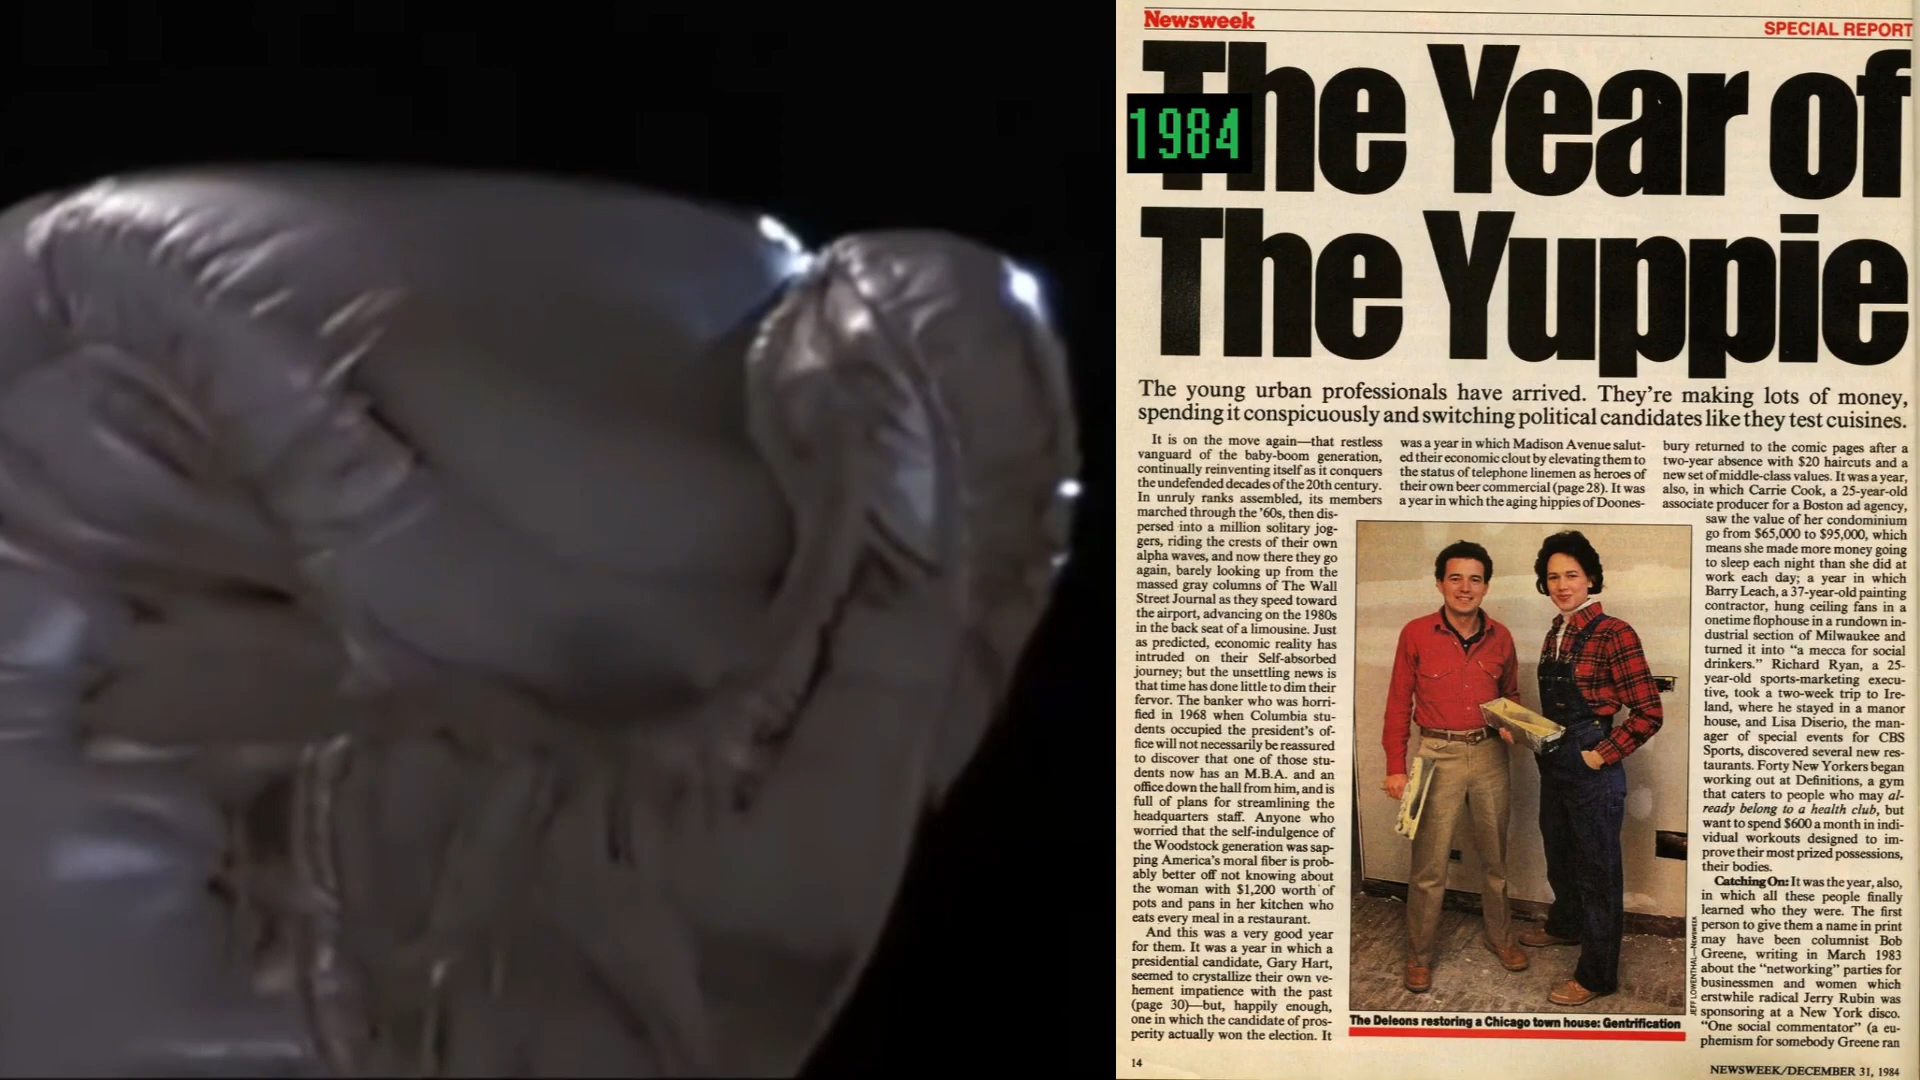 Newsweek
SPECIAL REPORT
The Year of
1984
The Yuppie
The young urban professionals have arrived. They're making lots of money,
spending it conspicuously and switching political candidates like they test cuisines.
It is on the move again—that restless
vanguard of the baby-boom generation,
continually reinventing itself as it conquers
the undefended decades of the 20th century.
In unruly ranks assembled, its members
marched through the '60s, then dis-
persed into a million solitary jog-
gers, riding the crests of their own
alpha waves, and now there they go
again, barely looking up from the
massed gray columns of The Wall
Street Journal as they speed toward
the airport, advancing on the 1980s
in the back seat of a limousine. Just
as predicted, economic reality has
intruded on their Self-absorbed
journey; but the unsettling news is
that time has done little to dim their
fervor. The banker who was horri-
fied in 1968 when Columbia stu-
dents occupied the president's of-
fice will not necessarily be reassured
to discover that one of those stu-
dents now has an M.B.A. and an
office down the hall from him, and is
full of plans for streamlining the
headquarters staff. Anyone who
worried that the self-indulgence of
the Woodstock generation was sap-
ping America's moral fiber is prob-
ably better off not knowing about
the woman with $1,200 worth of
pots and pans in her kitchen who
eats every meal in a restaurant.
And this was a very good year
for them. It was a year in which a
presidential candidate, Gary Hart,
seemed to crystallize their own ve-
hement impatience with the past
(page 30)—but, happily enough,
one in which the candidate of pros-
perity actually won the election. It
was a year in which Madison Avenue salut-
ed their economic clout by elevating them to
the status of telephone linemen as heroes of
their own beer commercial (page 28). It was
a year in which the aging hippies of Doones-
bury returned to the comic pages after a
two-year absence with $20 haircuts and a
new set of middle-class values. It was a year,
also, in which Carrie Cook, a 25-year-old
associate producer for a Boston ad agency,
saw the value of her condominium
go from $65,000 to $95,000, which
means she made more money going
to sleep each night than she did at
work each day; a year in which
Barry Leach, a 37-year-old painting
contractor, hung ceiling fans in a
onetime flophouse in a rundown in-
dustrial section of Milwaukee and
turned it into "a mecca for social
drinkers." Richard Ryan, a 25-
year-old sports-marketing execu-
tive, took a two-week trip to Ire-
land, where he stayed in a manor
house, and Lisa Diserio, the man-
ager of special events for CBS
Sports, discovered several new res-
taurants. Forty New Yorkers began
working out at Definitions, a gym
that caters to people who may al-
ready belong to a health club, but
want to spend $600 a month in indi-
vidual workouts designed to im-
prove their most prized possessions,
their bodies.
Catching On: It was the year, also,
in which all these people finally
learned who they were. The first
person to give them a name in print
may have been columnist Bob
Greene, writing in March 1983
about the "networking" parties for
businessmen and women which
erstwhile radical Jerry Rubin was
sponsoring at a New York disco.
"One social commentator" (a eu-
phemism for somebody Greene ran
JEFF LOWENTHAL—NEWSWEEK
The Deleons restoring a Chicago town house: Gentrification
14
NEWSWEEK/DECEMBER 31, 1984